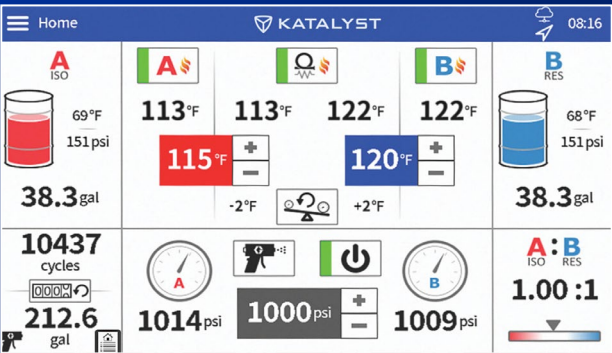 Home
KATALYST
08:16
A
ISO
69°F
151 psi
38.3 gal
A
Ω
B
113°F
113°F
122°F
122°F
115°F
+
−
120°F
+
−
-2°F
+2°F
B
RES
68°F
151 psi
38.3 gal
10437
cycles
000
212.6
gal
A
1014 psi
1000 psi
+
−
B
1009 psi
A:B
ISO RES
1.00 :1